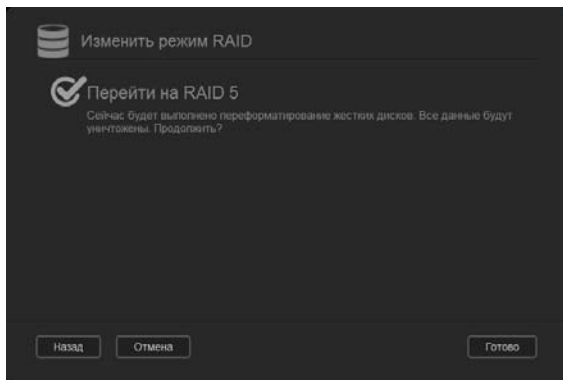 Изменить режим RAID
Перейти на RAID 5
Сейчас будет выполнено переформатирование жестких дисков. Все данные будут
уничтожены. Продолжить?
Назад
Отмена
Готово